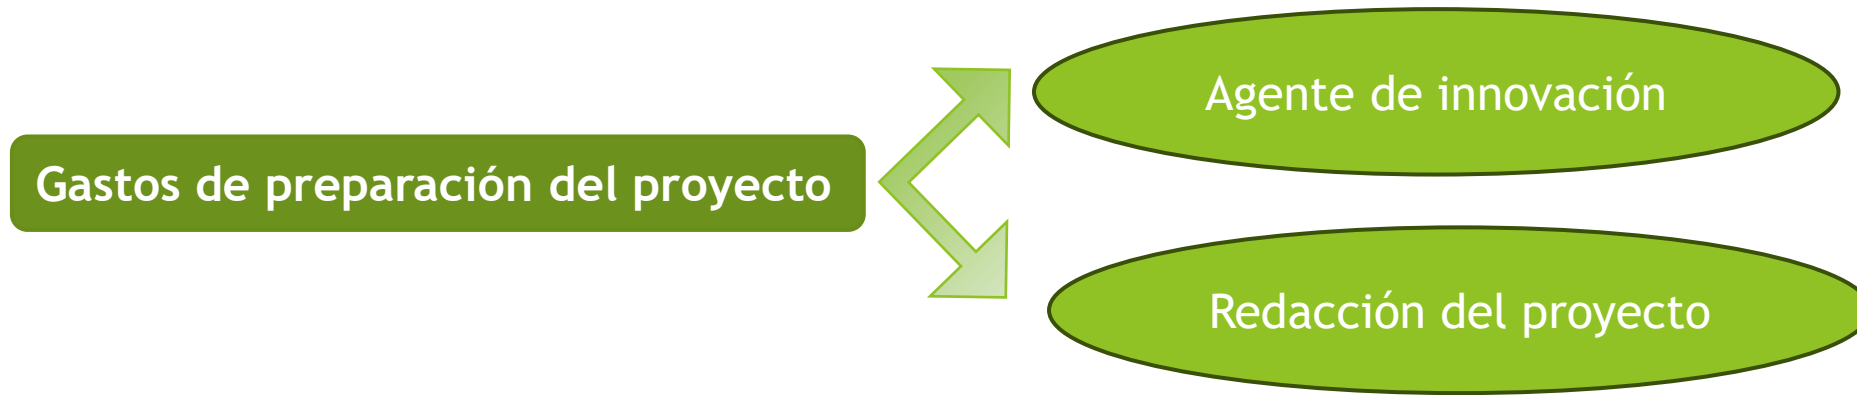 Agente de innovación
Gastos de preparación del proyecto
Redacción del proyecto